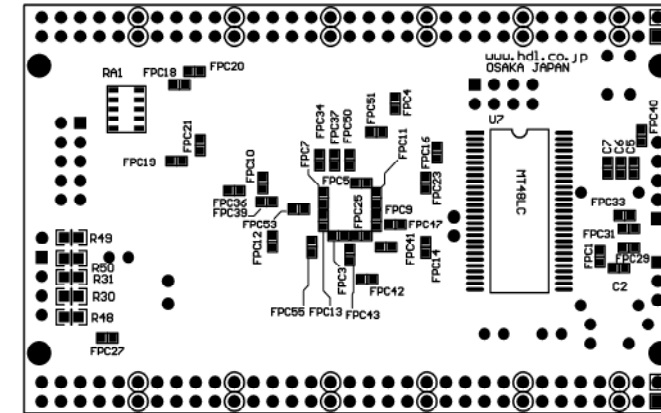 www.hdl.co.jp
OSAKA JAPAN
RA1
FPC18
FPC20
FPC21
FPC19
FPC4
FPC51
FPC34
FPC37
FPC50
FPC7
FPC11
FPC16
FPC23
FPC10
FPC5
FPC36
FPC39
FPC53
FPC25
FPC9
FPC47
FPC12
FPC3
FPC41
FPC14
FPC42
FPC55
FPC13
FPC43
U7
MT48LC
FPC40
C7
C6
C5
FPC33
FPC31
FPC1
FPC29
C2
R49
R50
R31
R30
R48
FPC27